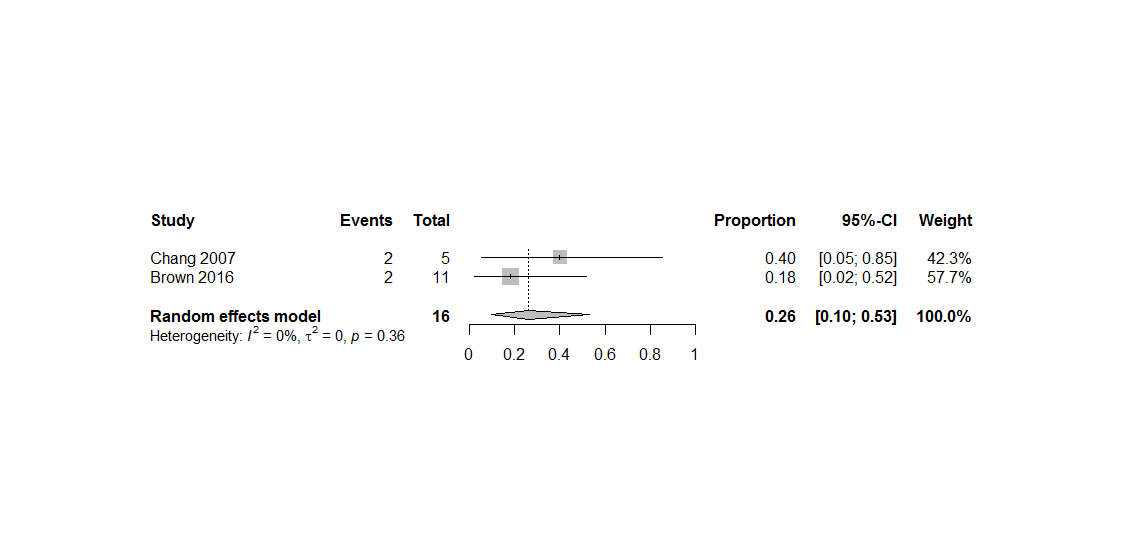 Study Events Total Proportion 95%-CI Weight
Chang 2007 2 5 0.40 [0.05; 0.85] 42.3%
Brown 2016 2 11 0.18 [0.02; 0.52] 57.7%
Random effects model 16 0.26 [0.10; 0.53] 100.0%
Heterogeneity: I² = 0%, τ² = 0, p = 0.36
0 0.2 0.4 0.6 0.8 1